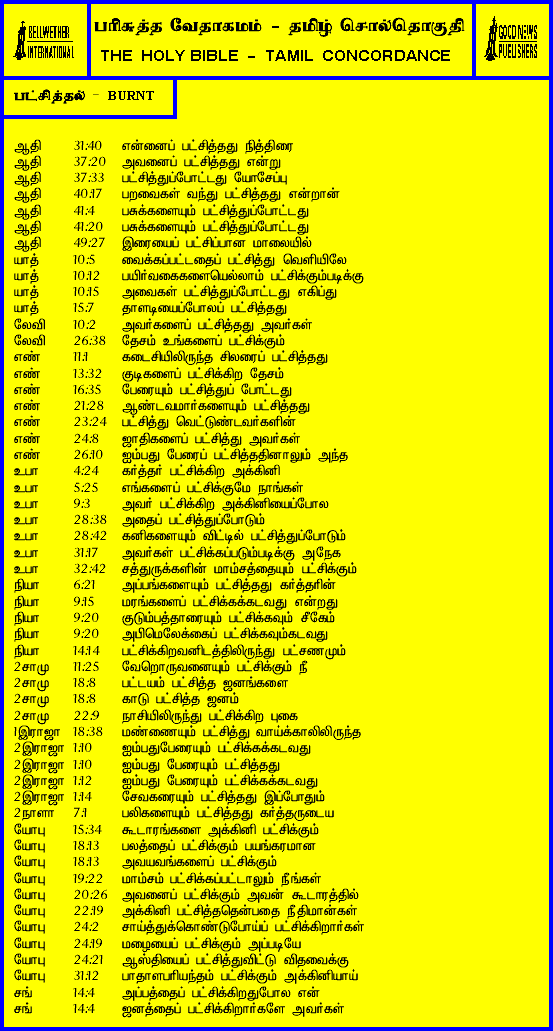 BELLWETHER
INTERNATIONAL
பரிசுத்த வேதாகமம் - தமிழ் சொல்தொகுதி
THE HOLY BIBLE - TAMIL CONCORDANCE
GOOD NEWS
PUBLISHERS
பட்சித்தல் - BURNT
ஆதி 31:40 என்னைப் பட்சித்தது நித்திரை
ஆதி 37:20 அவனைப் பட்சித்தது என்று
ஆதி 37:33 பட்சித்துப்போட்டது யோசேப்பு
ஆதி 40:17 பறவைகள் வந்து பட்சித்தது என்றான்
ஆதி 41:4 பசுக்களையும் பட்சித்துப்போட்டது
ஆதி 41:20 பசுக்களையும் பட்சித்துப்போட்டது
ஆதி 49:27 இரையைப் பட்சிப்பான மாலையில்
யாத் 10:5 வைக்கப்பட்டதைப் பட்சித்து வெளியிலே
யாத் 10:12 பயிர்வகைகளையெல்லாம் பட்சிக்கும்படிக்கு
யாத் 10:15 அவைகள் பட்சித்துப்போட்டது எகிப்து
யாத் 15:7 தாளடியைப்போலப் பட்சித்தது
லேவி 10:2 அவர்களைப் பட்சித்தது அவர்கள்
லேவி 26:38 தேசம் உங்களைப் பட்சிக்கும்
எண் 11:1 கடைசியிலிருந்த சிலரைப் பட்சித்தது
எண் 13:32 குடிகளைப் பட்சிக்கிற தேசம்
எண் 16:35 பேரையும் பட்சித்துப் போட்டது
எண் 21:28 ஆண்டவமார்களையும் பட்சித்தது
எண் 23:24 பட்சித்து வெட்டுண்டவர்களின்
எண் 24:8 ஜாதிகளைப் பட்சித்து அவர்கள்
எண் 26:10 ஐம்பது பேரைப் பட்சித்ததினாலும் அந்த
உபா 4:24 கர்த்தர் பட்சிக்கிற அக்கினி
உபா 5:25 எங்களைப் பட்சிக்குமே நாங்கள்
உபா 9:3 அவர் பட்சிக்கிற அக்கினியைப்போல
உபா 28:38 அதைப் பட்சித்துப்போடும்
உபா 28:42 கனிகளையும் விட்டில் பட்சித்துப்போடும்
உபா 31:17 அவர்கள் பட்சிக்கப்படும்படிக்கு அநேக
உபா 32:42 சத்துருக்களின் மாம்சத்தையும் பட்சிக்கும்
நியா 6:21 அப்பங்களையும் பட்சித்தது கர்த்தரின்
நியா 9:15 மரங்களைப் பட்சிக்கக்கடவது என்றது
நியா 9:20 குடும்பத்தாரையும் பட்சிக்கவும் சீகேம்
நியா 9:20 அபிமெலேக்கைப் பட்சிக்கவும்கடவது
நியா 14:14 பட்சிக்கிறவனிடத்திலிருந்து பட்சணமும்
2சாமு 11:25 வேறொருவனையும் பட்சிக்கும் நீ
2சாமு 18:8 பட்டயம் பட்சித்த ஜனங்களை
2சாமு 18:8 காடு பட்சித்த ஜனம்
2சாமு 22:9 நாசியிலிருந்து பட்சிக்கிற புகை
1இராஜா 18:38 மண்ணையும் பட்சித்து வாய்க்காலிலிருந்த
2இராஜா 1:10 ஐம்பதுபேரையும் பட்சிக்கக்கடவது
2இராஜா 1:10 ஐம்பது பேரையும் பட்சித்தது
2இராஜா 1:12 ஐம்பது பேரையும் பட்சிக்கக்கடவது
2இராஜா 1:14 சேவகரையும் பட்சித்தது இப்போதும்
2நாளா 7:1 பலிகளையும் பட்சித்தது கர்த்தருடைய
யோபு 15:34 கூடாரங்களை அக்கினி பட்சிக்கும்
யோபு 18:13 பலத்தைப் பட்சிக்கும் பயங்கரமான
யோபு 18:13 அவயவங்களைப் பட்சிக்கும்
யோபு 19:22 மாம்சம் பட்சிக்கப்பட்டாலும் நீங்கள்
யோபு 20:26 அவனைப் பட்சிக்கும் அவன் கூடாரத்தில்
யோபு 22:19 அக்கினி பட்சித்ததென்பதை நீதிமான்கள்
யோபு 24:2 சாய்த்துக்கொண்டுபோய்ப் பட்சிக்கிறார்கள்
யோபு 24:19 மழையைப் பட்சிக்கும் அப்படியே
யோபு 24:21 ஆஸ்தியைப் பட்சித்துவிட்டு விதவைக்கு
யோபு 31:12 பாதாளபரியந்தம் பட்சிக்கும் அக்கினியாய்
சங் 14:4 அப்பத்தைப் பட்சிக்கிறதுபோல என்
சங் 14:4 ஜனத்தைப் பட்சிக்கிறார்களே அவர்கள்